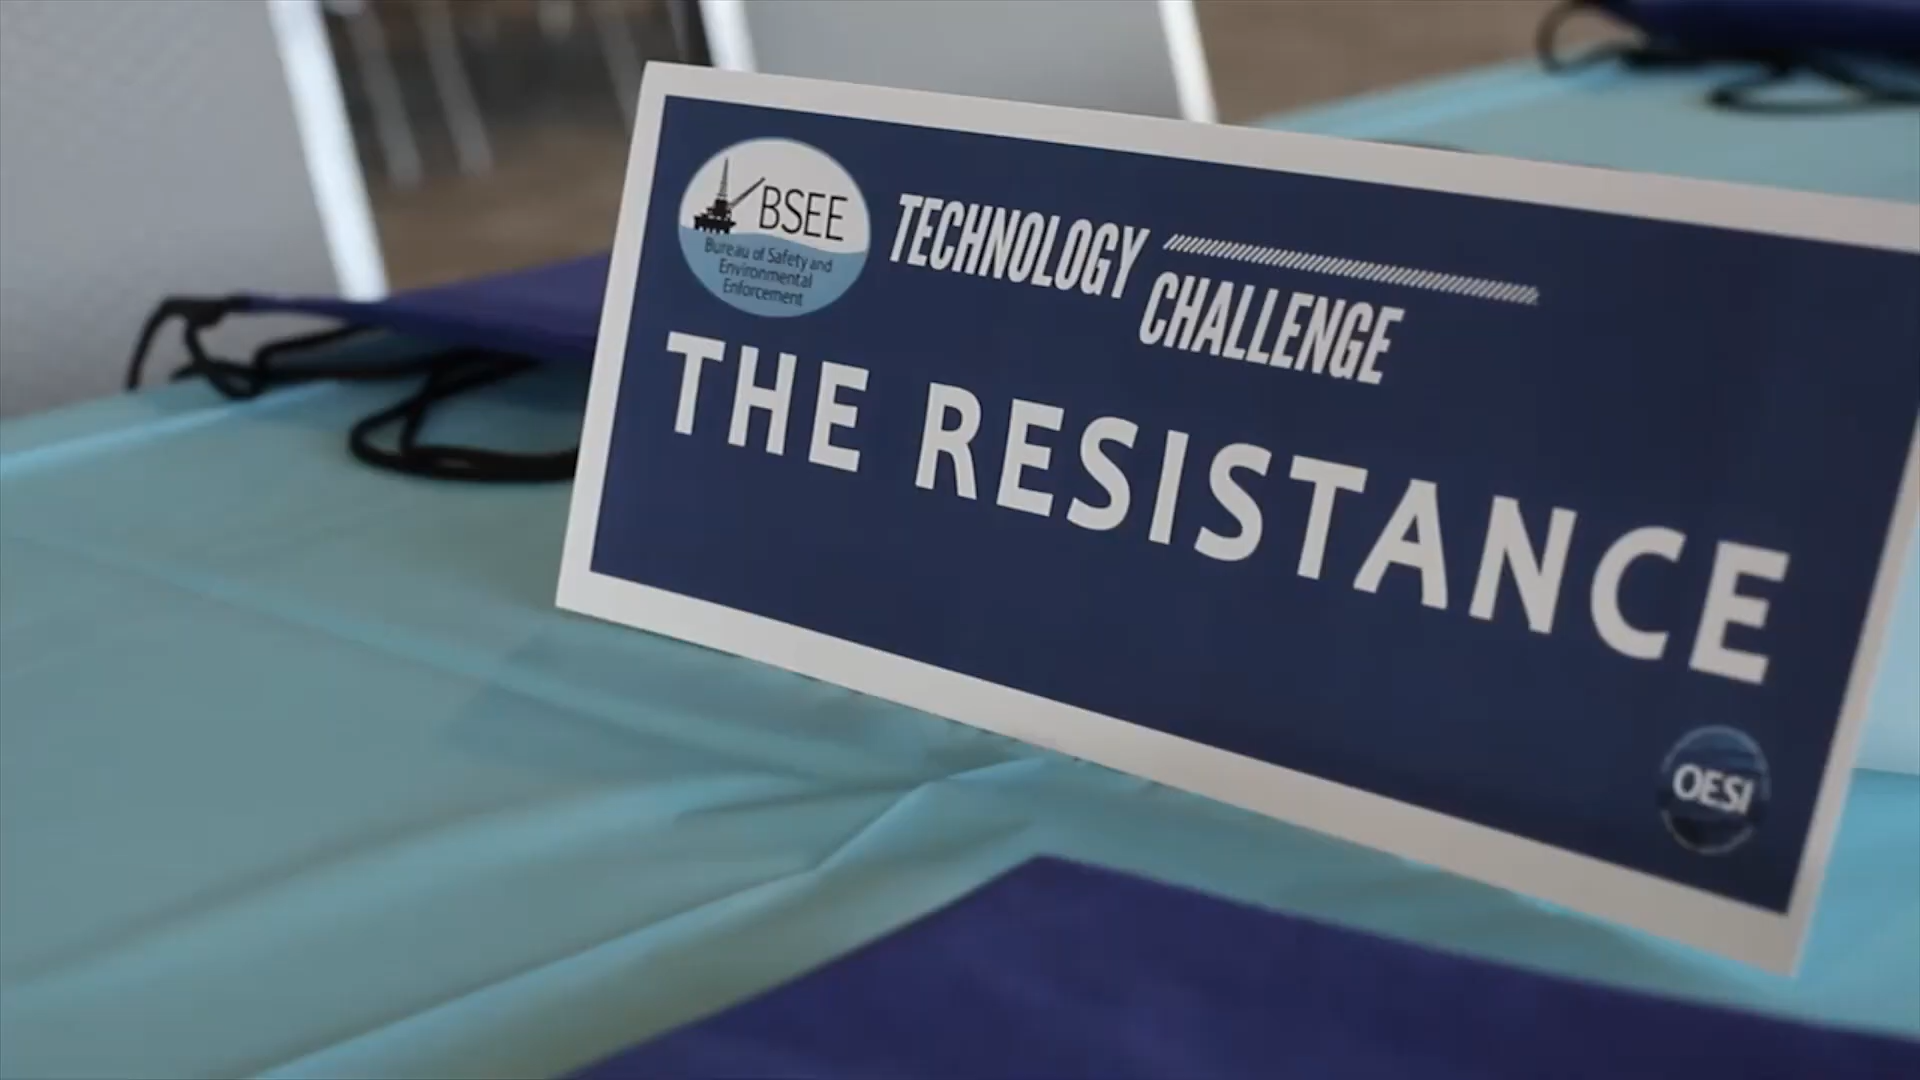 BSEE
Bureau of Safety and
Environmental
Enforcement
TECHNOLOGY
CHALLENGE
THE RESISTANCE
OESI